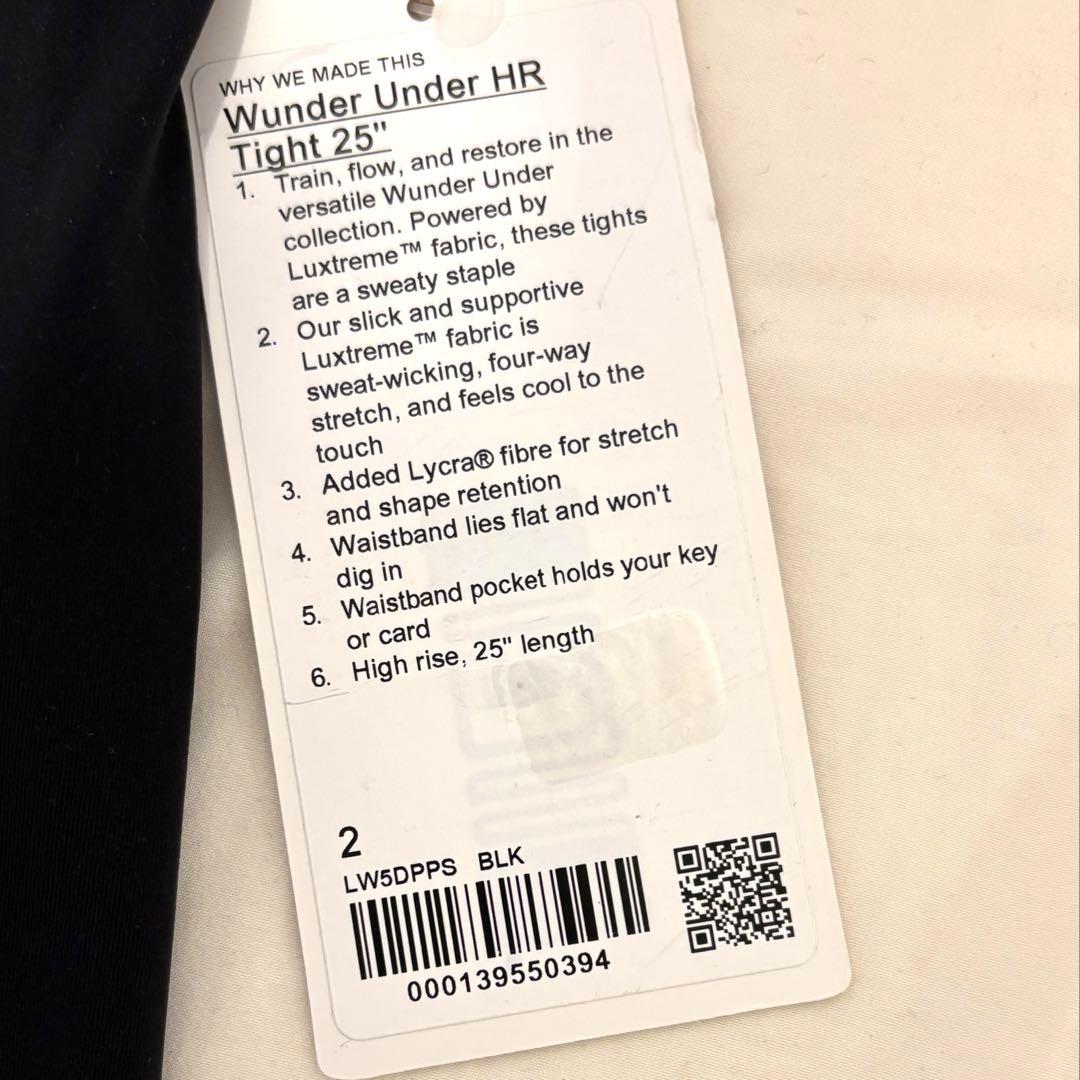 WHY WE MADE THIS
Wunder Under HR
Tight 25"
1. Train, flow, and restore in the
versatile Wunder Under
collection. Powered by
Luxtreme™ fabric, these tights
are a sweaty staple
2. Our slick and supportive
Luxtreme™ fabric is
sweat-wicking, four-way
stretch, and feels cool to the
touch
3. Added Lycra® fibre for stretch
and shape retention
4. Waistband lies flat and won't
dig in
5. Waistband pocket holds your key
or card
6. High rise, 25" length
2
LW5DPPS BLK
000139550394